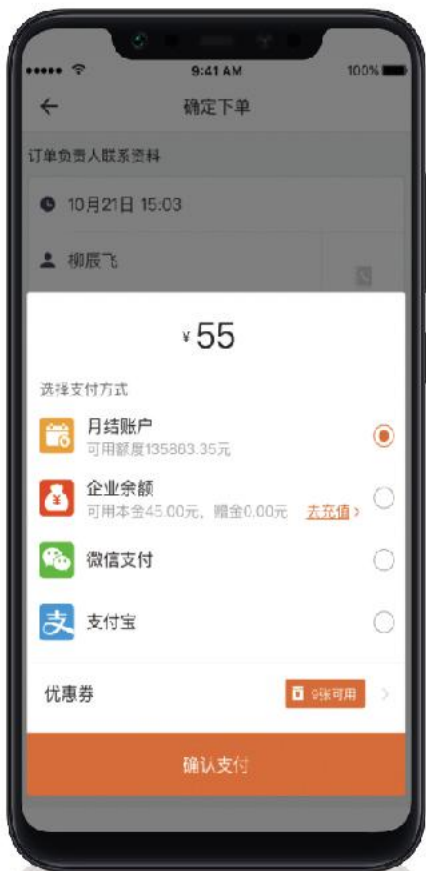 9:41 AM
100%
确定下单
订单负责人联系资料
10月21日 15:03
柳辰飞
¥55
选择支付方式
月结账户
可用额度135863.35元
企业余额
可用本金45.00元，赠金0.00元 去充值>
微信支付
支付宝
优惠券 9张可用 >
确认支付